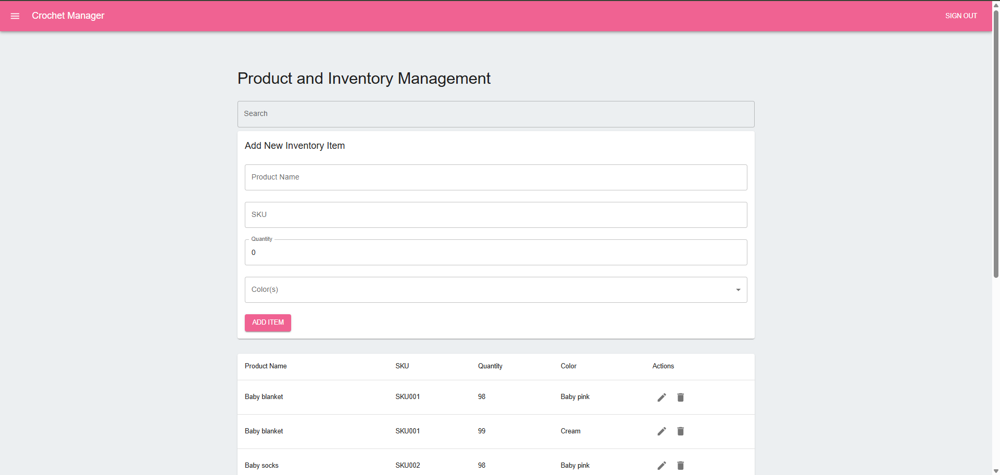 Crochet Manager
SIGN OUT
Product and Inventory Management
Search
Add New Inventory Item
Product Name
SKU
Quantity
0
Color(s)
ADD ITEM
Product Name SKU Quantity Color Actions
Baby blanket SKU001 98 Baby pink
Baby blanket SKU001 99 Cream
Baby socks SKU002 98 Baby pink